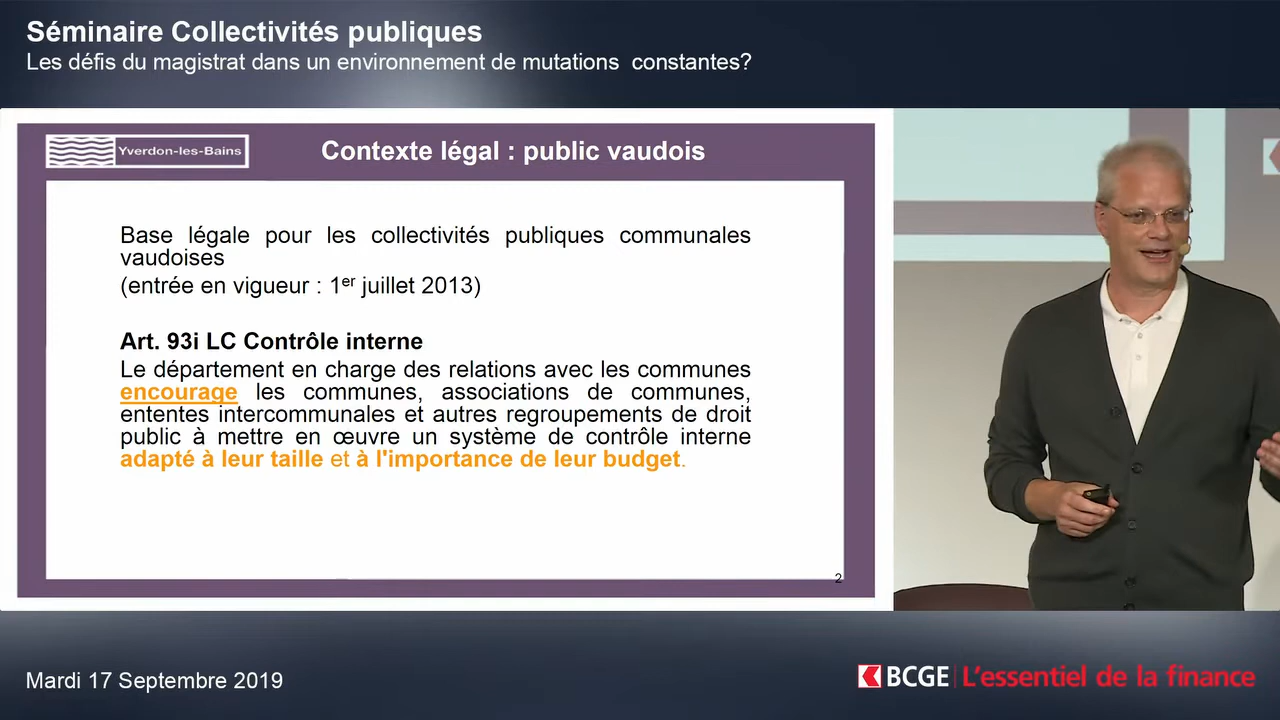 Séminaire Collectivités publiques
Les défis du magistrat dans un environnement de mutations constantes?
Yverdon-les-Bains
Contexte légal : public vaudois
Base légale pour les collectivités publiques communales
vaudoises
(entrée en vigueur : 1er juillet 2013)
Art. 93i LC Contrôle interne
Le département en charge des relations avec les communes
encourage les communes, associations de communes,
ententes intercommunales et autres regroupements de droit
public à mettre en œuvre un système de contrôle interne
adapté à leur taille et à l'importance de leur budget.
2
Mardi 17 Septembre 2019
BCGE L'essentiel de la finance